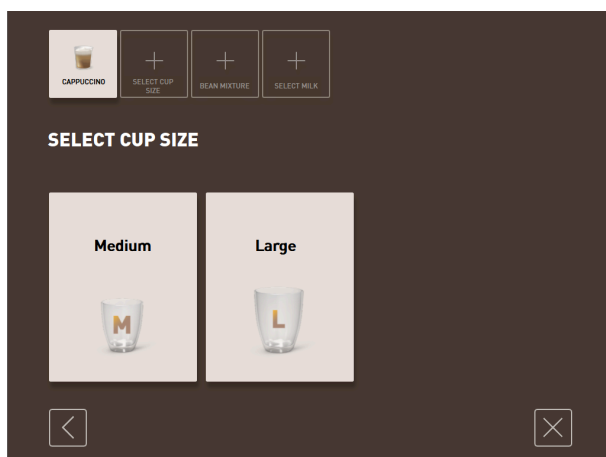 CAPPUCCINO
SELECT CUP
SIZE
BEAN MIXTURE
SELECT MILK
SELECT CUP SIZE
Medium
Large
M
L